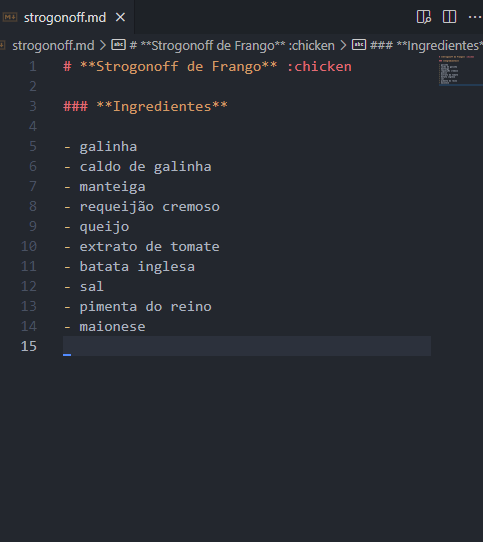 strogonoff.md
strogonoff.md > # **Strogonoff de Frango** :chicken > ### **Ingredientes*
1 # **Strogonoff de Frango** :chicken
2
3 ### **Ingredientes**
4
5 - galinha
6 - caldo de galinha
7 - manteiga
8 - requeijão cremoso
9 - queijo
10 - extrato de tomate
11 - batata inglesa
12 - sal
13 - pimenta do reino
14 - maionese
15